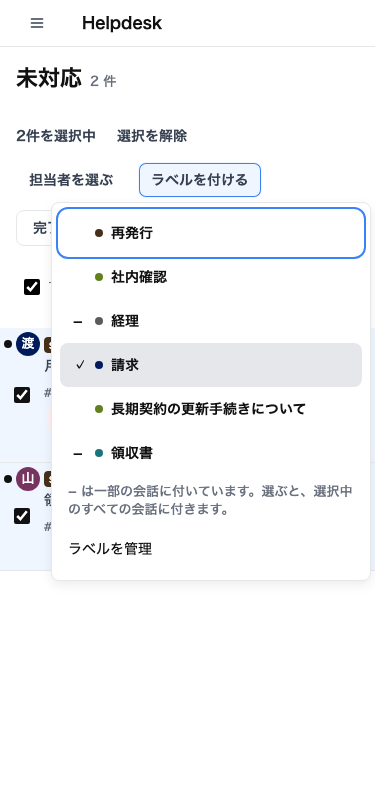 Helpdesk
未対応 2 件
2件を選択中 選択を解除
担当者を選ぶ ラベルを付ける
再発行
社内確認
– 経理
✓ 請求
長期契約の更新手続きについて
– 領収書
– は一部の会話に付いています。選ぶと、選択中
のすべての会話に付きます。
ラベルを管理
渡
#
山
#